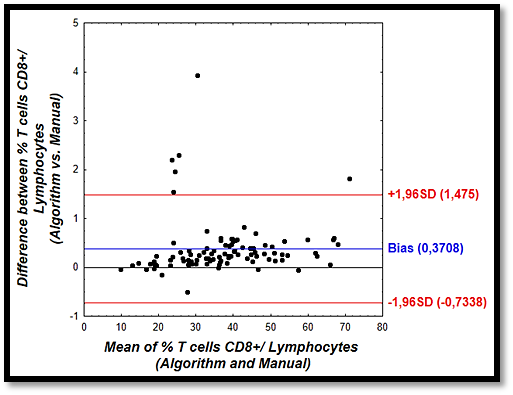 Difference between % T cells CD8+/
Lymphocytes
(Algorithm vs. Manual)
5
4
3
2
1
0
-1
0 10 20 30 40 50 60 70 80
+1,96SD (1,475)
Bias (0,3708)
-1,96SD (-0,7338)
Mean of % T cells CD8+/ Lymphocytes
(Algorithm and Manual)